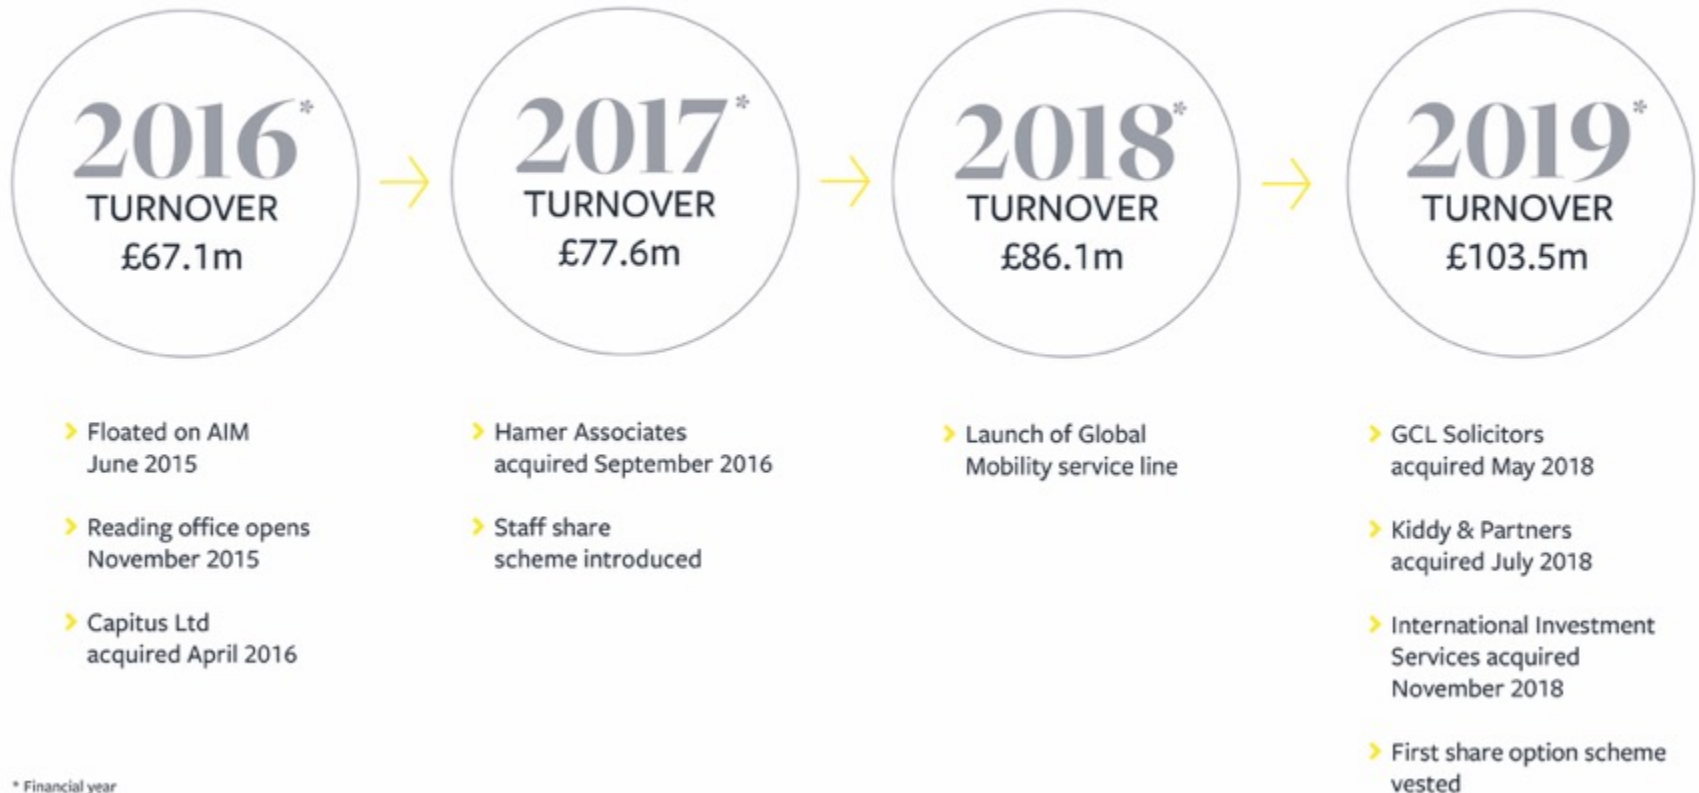 2016*
TURNOVER
£67.1m
2017*
TURNOVER
£77.6m
2018*
TURNOVER
£86.1m
2019*
TURNOVER
£103.5m
Floated on AIM
June 2015
Reading office opens
November 2015
Capitus Ltd
acquired April 2016
Hamer Associates
acquired September 2016
Staff share
scheme introduced
Launch of Global
Mobility service line
GCL Solicitors
acquired May 2018
Kiddy & Partners
acquired July 2018
International Investment
Services acquired
November 2018
First share option scheme
vested
* Financial year